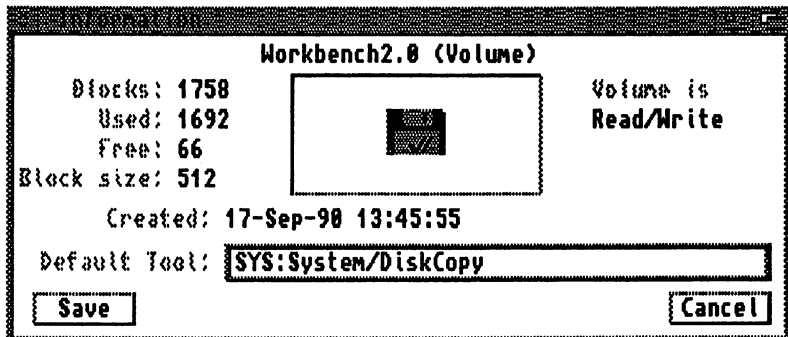 Information
Workbench2.0 (Volume)
Blocks: 1758
Used: 1692
Free: 66
Block size: 512
Volume is
Read/Write
Created: 17-Sep-90 13:45:55
Default Tool: SYS:System/DiskCopy
Save
Cancel